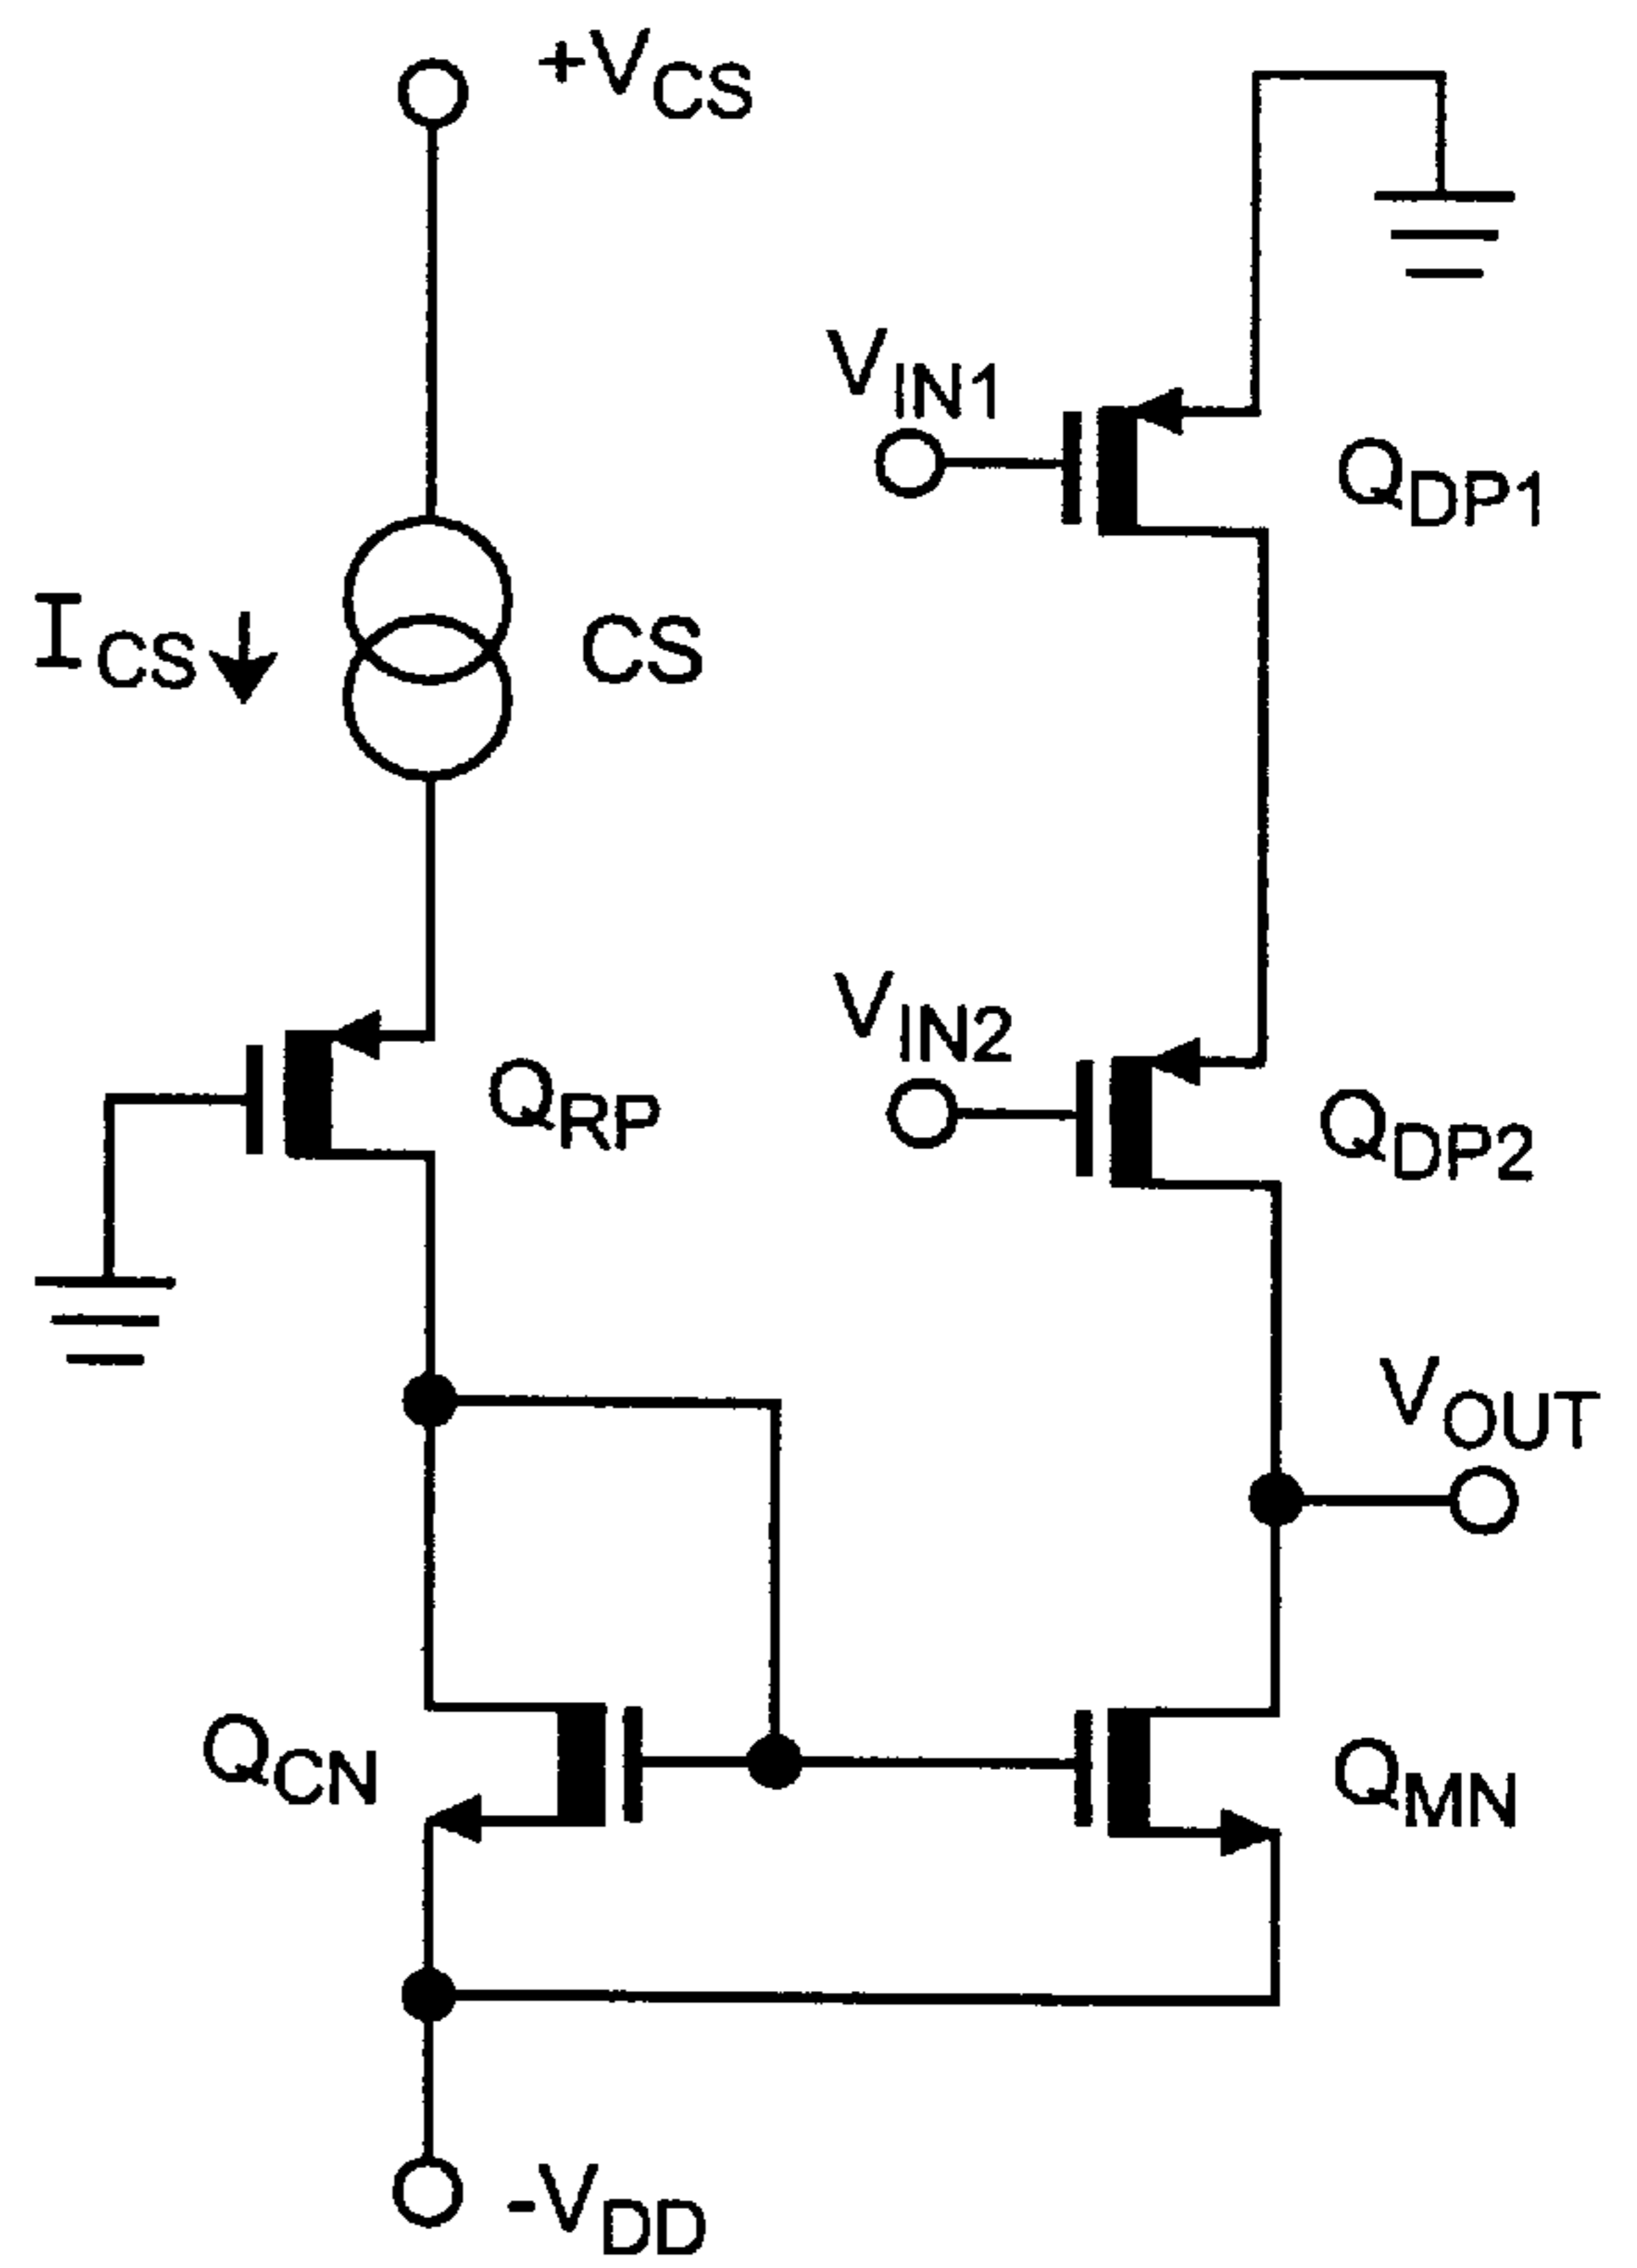 +VCS
VIN1
QDP1
ICS
CS
VIN2
QRP
QDP2
VOUT
QCN
QMN
-VDD